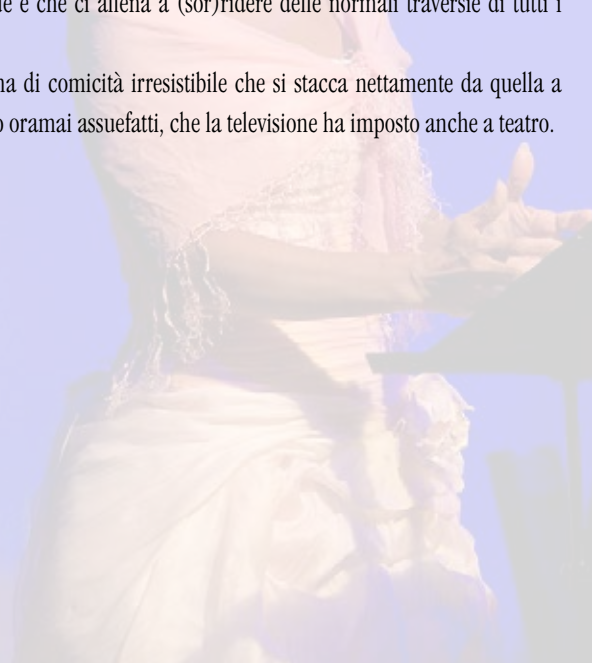 e che ci allena a (sor)ridere delle normali traversie di tutti i
di comicità irresistibile che si stacca nettamente da quella a
oramai assuefatti, che la televisione ha imposto anche a teatro.